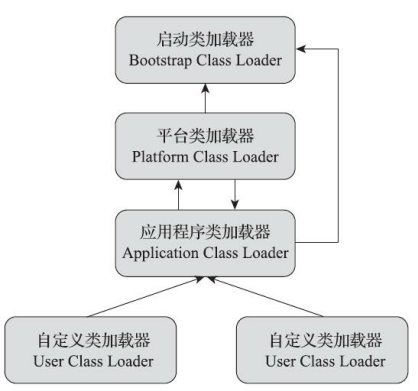 启动类加载器
Bootstrap Class Loader
平台类加载器
Platform Class Loader
应用程序类加载器
Application Class Loader
自定义类加载器
User Class Loader
自定义类加载器
User Class Loader